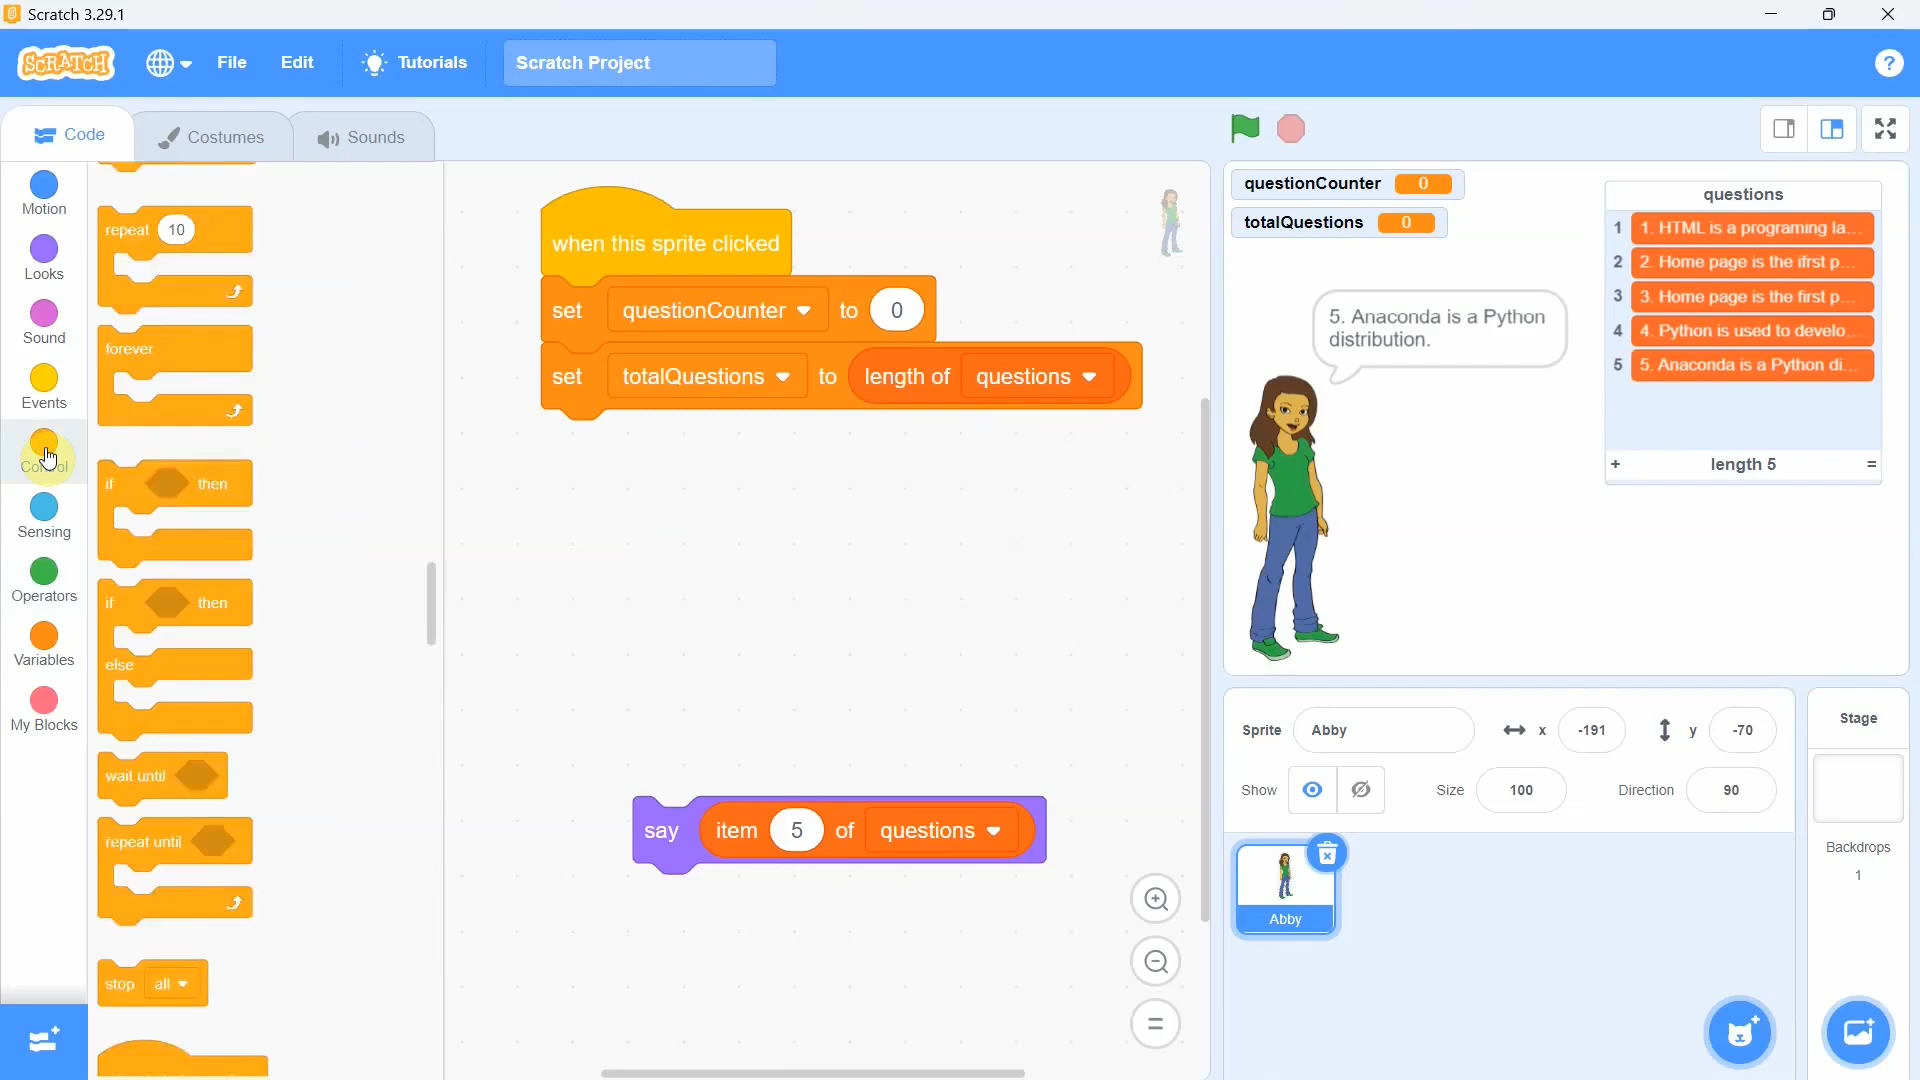 Scratch 3.29.1
SCRATCH
File Edit Tutorials Scratch Project ?
Code Costumes Sounds
Motion
Looks
Sound
Events
Control
Sensing
Operators
Variables
My Blocks
repeat 10
forever
if then
if then
else
wait until
repeat until
stop all
when this sprite clicked
set questionCounter to 0
set totalQuestions to length of questions
say item 5 of questions
questionCounter 0
totalQuestions 0
5. Anaconda is a Python
distribution.
questions
1 1. HTML is a programing la...
2 2. Home page is the ifrst p...
3 3. Home page is the first p...
4 4. Python is used to develo...
5 5. Anaconda is a Python di...
+ length 5 =
Sprite Abby x -191 y -70
Show Size 100 Direction 90
Abby
Stage
Backdrops
1